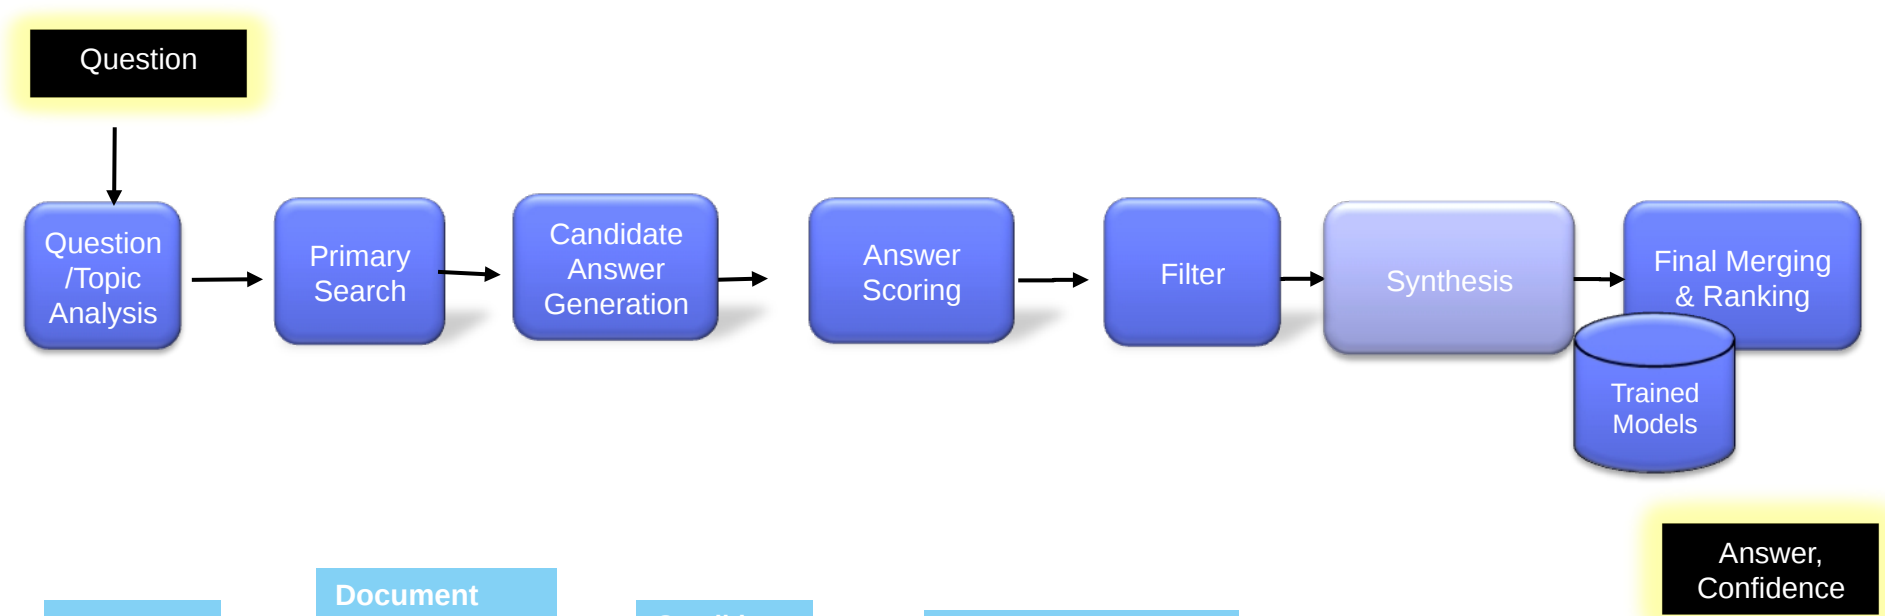 Question
Question
/Topic
Analysis
Primary
Search
Candidate
Answer
Generation
Answer
Scoring
Filter
Synthesis
Final Merging
& Ranking
Trained
Models
Answer,
Confidence
Document